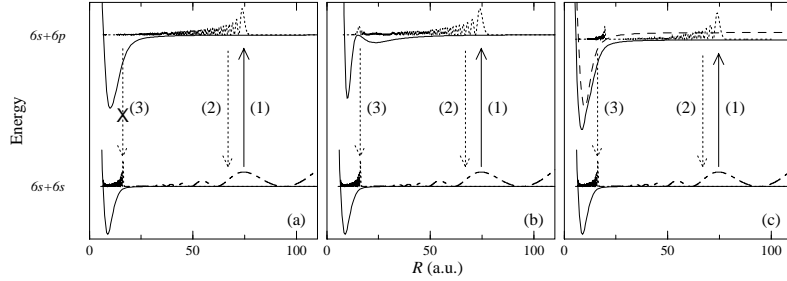 6s+6p
Energy
6s+6s
X
(3)
(2)
(1)
(a)
(3)
(2)
(1)
(b)
(3)
(2)
(1)
(c)
0 50 100 0 50 100 0 50 100
R (a.u.)